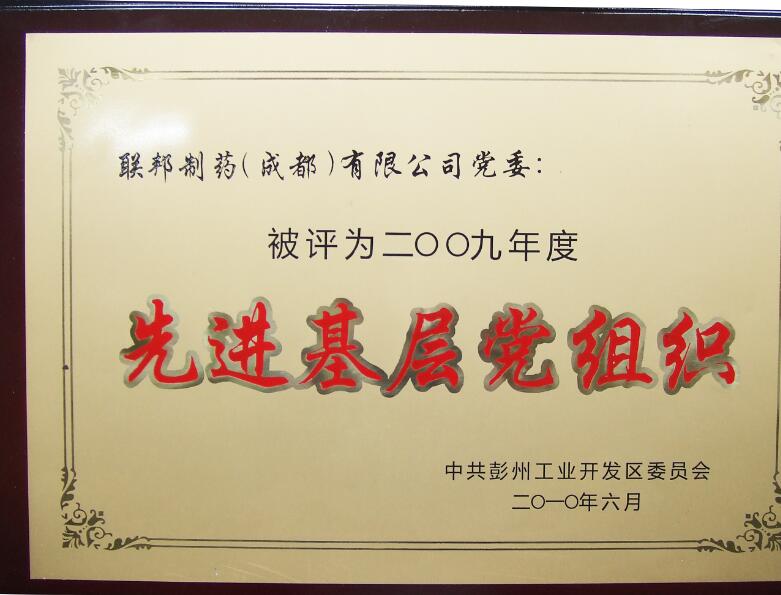 联邦制药(成都)有限公司党委:
被评为二〇〇九年度
先进基层党组织
中共彭州工业开发区委员会
二〇一〇年六月